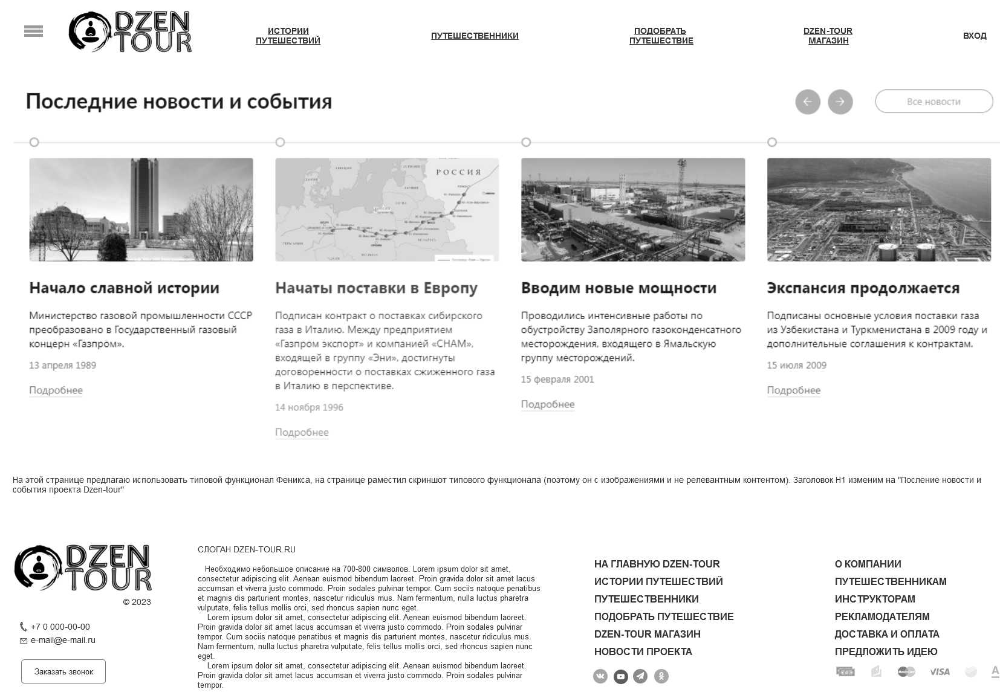 DZEN
TOUR
ИСТОРИИ
ПУТЕШЕСТВИЙ
ПУТЕШЕСТВЕННИКИ
ПОДОБРАТЬ
ПУТЕШЕСТВИЕ
DZEN-TOUR
МАГАЗИН
ВХОД
Последние новости и события
Все новости
РОССИЯ
Начало славной истории
Министерство газовой промышленности СССР
преобразовано в Государственный газовый
концерн «Газпром».
13 апреля 1989
Подробнее
Начаты поставки в Европу
Подписан контракт о поставках сибирского
газа в Италию. Между предприятием
«Газпром экспорт» и компанией «СНАМ»,
входящей в группу «Эни», достигнуты
договоренности о поставках сжиженного газа
в Италию в перспективе.
14 ноября 1996
Подробнее
Вводим новые мощности
Проводились интенсивные работы по
обустройству Заполярного газоконденсатного
месторождения, входящего в Ямальскую
группу месторождений.
15 февраля 2001
Подробнее
Экспансия продолжается
Подписаны основные условия поставки газа
из Узбекистана и Туркменистана в 2009 году и
дополнительные соглашения к контрактам.
15 июля 2009
Подробнее
На этой странице предлагаю использовать типовой функционал Феникса, на странице раместил скриншот типового функционала (поэтому он с изображениями и не релевантным контентом). Заголовок H1 изменим на "Посление новости и
события проекта Dzen-tour"
DZEN
TOUR
© 2023
+7 0 000-00-00
e-mail@e-mail.ru
Заказать звонок
СЛОГАН DZEN-TOUR.RU
Необходимо небольшое описание на 700-800 символов. Lorem ipsum dolor sit amet,
consectetur adipiscing elit. Aenean euismod bibendum laoreet. Proin gravida dolor sit amet lacus
accumsan et viverra justo commodo. Proin sodales pulvinar tempor. Cum sociis natoque penatibus
et magnis dis parturient montes, nascetur ridiculus mus. Nam fermentum, nulla luctus pharetra
vulputate, felis tellus mollis orci, sed rhoncus sapien nunc eget.
Lorem ipsum dolor sit amet, consectetur adipiscing elit. Aenean euismod bibendum laoreet.
Proin gravida dolor sit amet lacus accumsan et viverra justo commodo. Proin sodales pulvinar
tempor. Cum sociis natoque penatibus et magnis dis parturient montes, nascetur ridiculus mus.
Nam fermentum, nulla luctus pharetra vulputate, felis tellus mollis orci, sed rhoncus sapien nunc
eget.
Lorem ipsum dolor sit amet, consectetur adipiscing elit. Aenean euismod bibendum laoreet.
Proin gravida dolor sit amet lacus accumsan et viverra justo commodo. Proin sodales pulvinar
tempor.
НА ГЛАВНУЮ DZEN-TOUR
ИСТОРИИ ПУТЕШЕСТВИЙ
ПУТЕШЕСТВЕННИКИ
ПОДОБРАТЬ ПУТЕШЕСТВИЕ
DZEN-TOUR МАГАЗИН
НОВОСТИ ПРОЕКТА
О КОМПАНИИ
ПУТЕШЕСТВЕННИКАМ
ИНСТРУКТОРАМ
РЕКЛАМОДАТЕЛЯМ
ДОСТАВКА И ОПЛАТА
ПРЕДЛОЖИТЬ ИДЕЮ
MasterCard
VISA